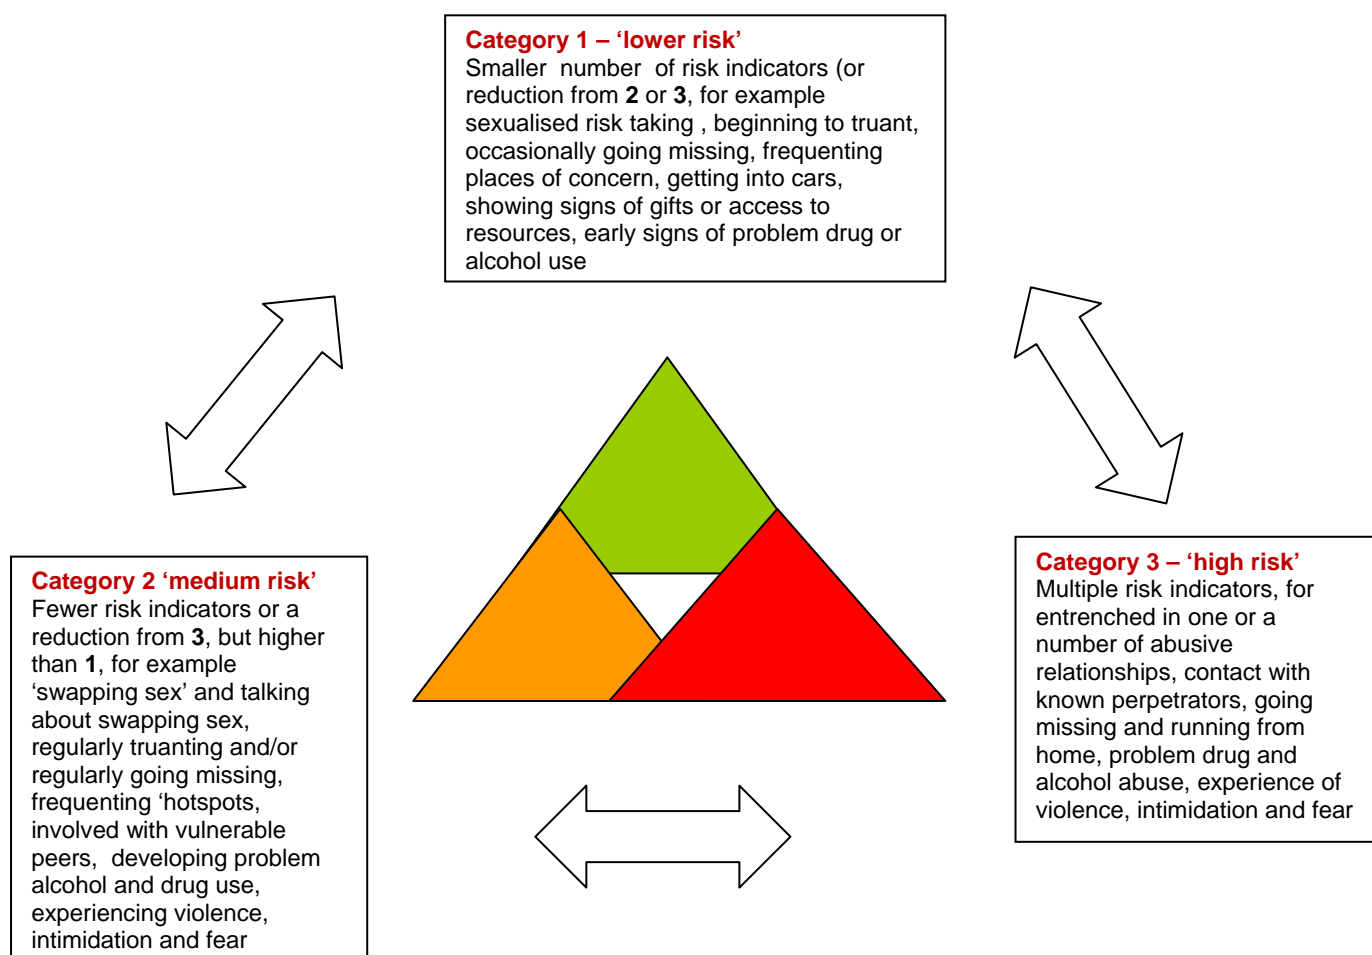 Category 1 – ‘lower risk’
Smaller number of risk indicators (or
reduction from 2 or 3, for example
sexualised risk taking , beginning to truant,
occasionally going missing, frequenting
places of concern, getting into cars,
showing signs of gifts or access to
resources, early signs of problem drug or
alcohol use
Category 2 ‘medium risk’
Fewer risk indicators or a
reduction from 3, but higher
than 1, for example
‘swapping sex’ and talking
about swapping sex,
regularly truanting and/or
regularly going missing,
frequenting ‘hotspots,
involved with vulnerable
peers, developing problem
alcohol and drug use,
experiencing violence,
intimidation and fear
Category 3 – ‘high risk’
Multiple risk indicators, for
entrenched in one or a
number of abusive
relationships, contact with
known perpetrators, going
missing and running from
home, problem drug and
alcohol abuse, experience of
violence, intimidation and fear